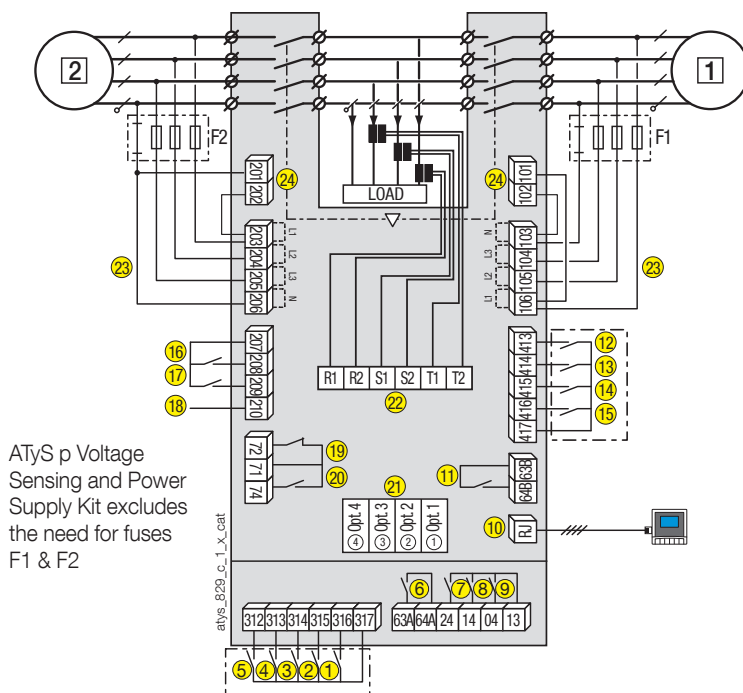 2
1
F2
F1
201
202
24
LOAD
24
101
102
203
204
205
206
L1
L2
L3
N
N
L3
L2
L1
103
104
105
106
23
23
207
208
209
210
16
17
18
R1 R2 S1 S2 T1 T2
22
413
414
415
416
417
12
13
14
15
72
71
74
19
20
ATyS p Voltage
Sensing and Power
Supply Kit excludes
the need for fuses
F1 & F2
21
4 Opt. 4
3 Opt. 3
2 Opt. 2
1 Opt. 1
11
63B
64B
10
RJ
atys_829_c_1_x_cat
6 7 8 9
312 313 314 315 316 317
63A 64A 24 14 04 13
5 4 3 2 1